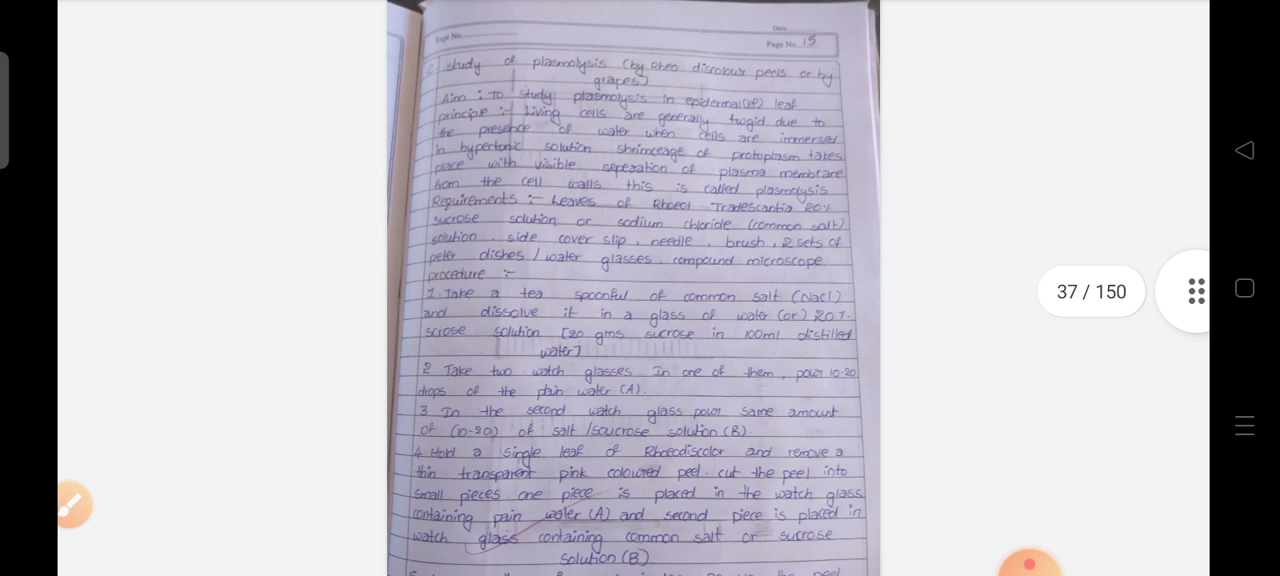 Expt No.
Date
Page No. 15
2. study of plasmolysis (by Rheo discolour peels or by
grapes)
Aim : To study plasmolysis in epidermal (of) leaf
principle :- Living cells are generally twgid due to
the presence of water when cells are immersed
In hypertonic solution shrinceage of protoplasm takes
place with visible seperation of plasma membrane
from the cell walls this is called plasmolysis
Requirements :- Leaves of Rhoeo/ Tradescantia 20%
sucrose solution or sodium chloride (common salt)
solution, side cover slip, needle, brush, 2 sets of
peter dishes / water glasses, compound microscope
procedure :-
1. Take a tea spoonful of common salt (Nacl)
and dissolve it in a glass of water (or) 20%
scrose solution [20 gms sucrose in 100ml distilled
water]
2 Take two watch glasses In one of them, pour 10-20
drops of the pain water (A).
3 In the second watch glass pour same amount
of (10-20) of salt /soucrose solution (B).
4 Hold a single leaf of Rhoeodiscolor and remove a
thin transparent pink coloured peel. cut the peel into
small pieces one piece is placed in the watch glass
containing pain water (A) and second piece is placed in
watch glass containing common salt or sucrose
solution (B)
the peel
37 / 150